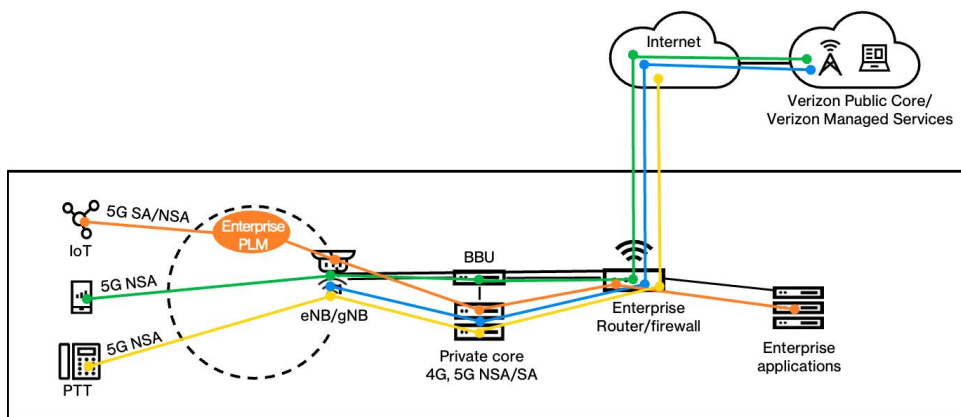 Internet
Verizon Public Core/
Verizon Managed Services
5G SA/NSA
IoT
Enterprise
PLM
5G NSA
5G NSA
PTT
eNB/gNB
BBU
Private core
4G, 5G NSA/SA
Enterprise
Router/firewall
Enterprise
applications